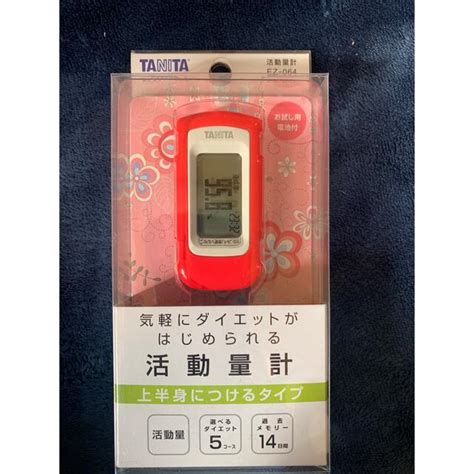 TANITA
活動量計
EZ-064
お試し用
電池付
TANITA
気軽にダイエットが
はじめられる
活動量計
上半身につけるタイプ
活動量
選べる
ダイエット
5コース
過去
メモリー
14日間